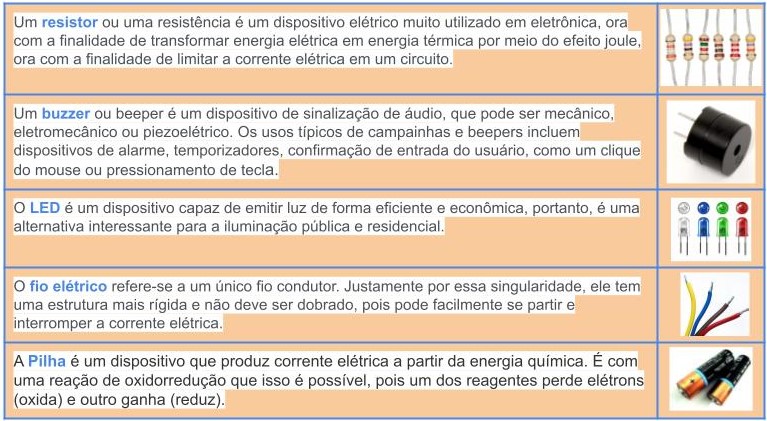 Um resistor ou uma resistência é um dispositivo elétrico muito utilizado em eletrônica, ora
com a finalidade de transformar energia elétrica em energia térmica por meio do efeito joule,
ora com a finalidade de limitar a corrente elétrica em um circuito.
Um buzzer ou beeper é um dispositivo de sinalização de áudio, que pode ser mecânico,
eletromecânico ou piezoelétrico. Os usos típicos de campainhas e beepers incluem
dispositivos de alarme, temporizadores, confirmação de entrada do usuário, como um clique
do mouse ou pressionamento de tecla.
O LED é um dispositivo capaz de emitir luz de forma eficiente e econômica, portanto, é uma
alternativa interessante para a iluminação pública e residencial.
O fio elétrico refere-se a um único fio condutor. Justamente por essa singularidade, ele tem
uma estrutura mais rígida e não deve ser dobrado, pois pode facilmente se partir e
interromper a corrente elétrica.
A Pilha é um dispositivo que produz corrente elétrica a partir da energia química. É com
uma reação de oxidorredução que isso é possível, pois um dos reagentes perde elétrons
(oxida) e outro ganha (reduz).